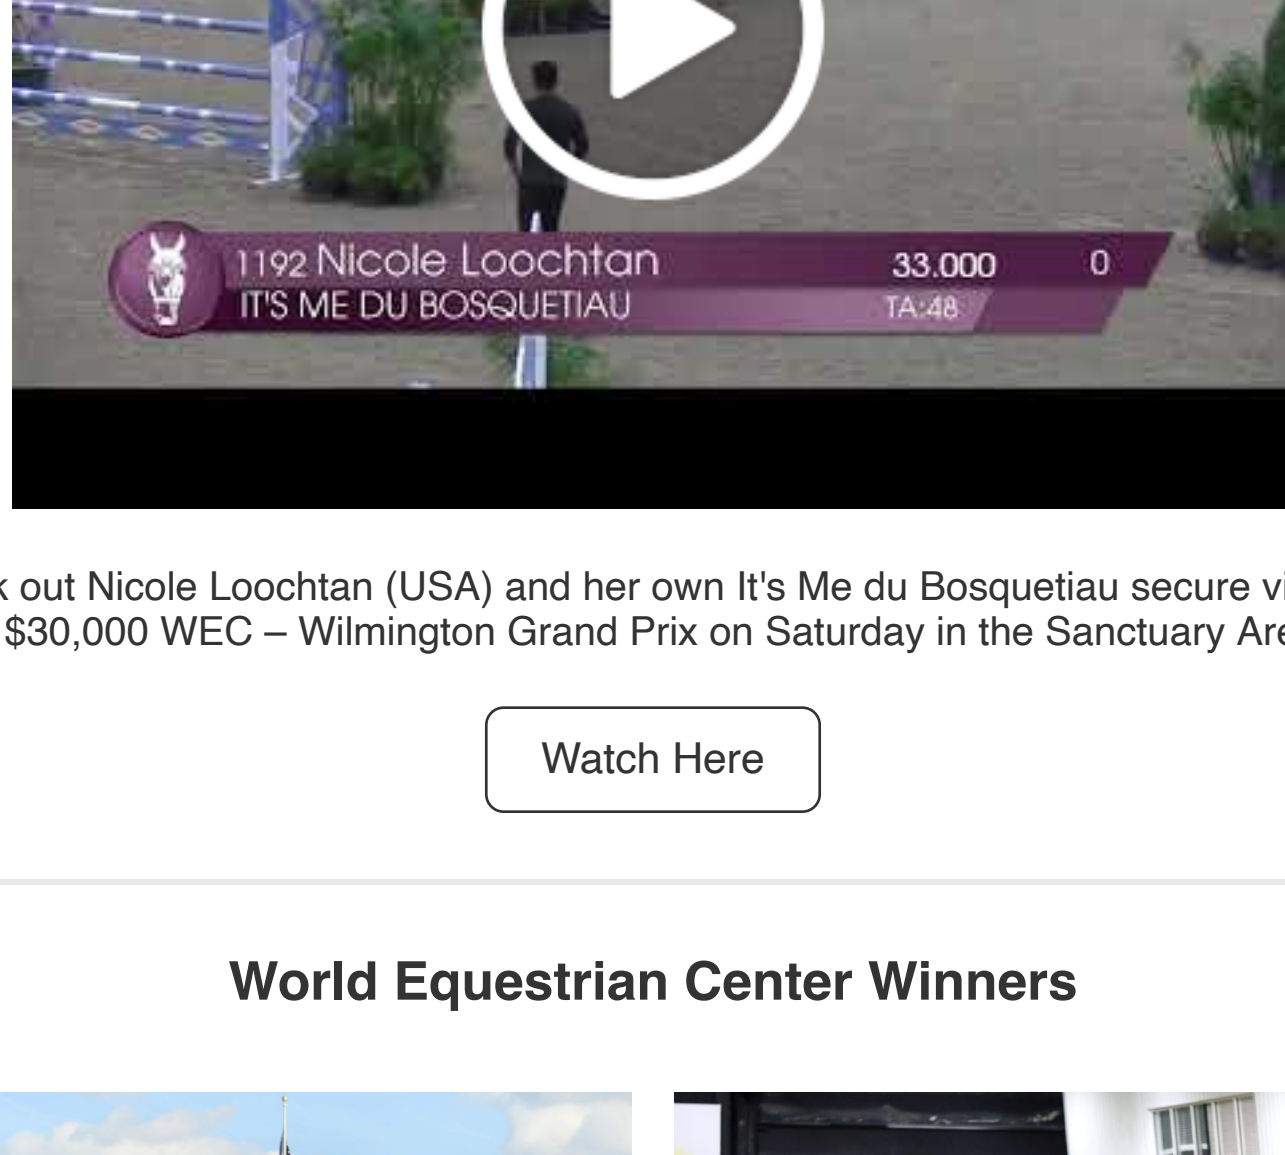 1192 Nicole Loochtan 33.000 0
IT'S ME DU BOSQUETIAU TA:48
out Nicole Loochtan (USA) and her own It's Me du Bosquetiau secure
$30,000 WEC – Wilmington Grand Prix on Saturday in the Sanctuary
Watch Here
World Equestrian Center Winners